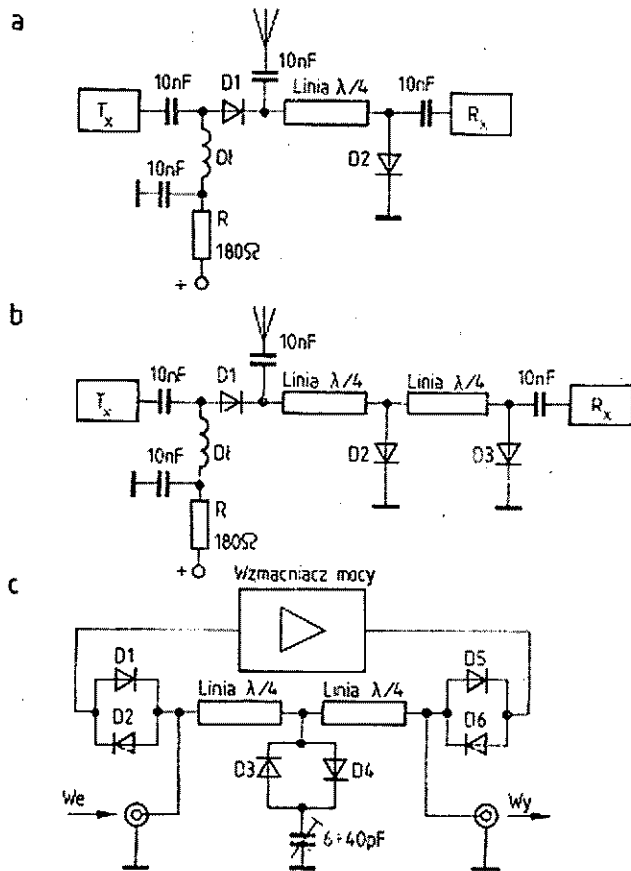 a
10nF
10nF
D1
Linia λ/4
10nF
Tx
Rx
Dł
D2
10nF
R
180Ω
+
b
10nF
10nF
D1
Linia λ/4
Linia λ/4
10nF
Tx
Rx
Dł
D2
D3
10nF
R
180Ω
+
c
Wzmacniacz mocy
D1
D5
Linia λ/4
Linia λ/4
D2
D6
D3
D4
We
Wy
6÷40pF